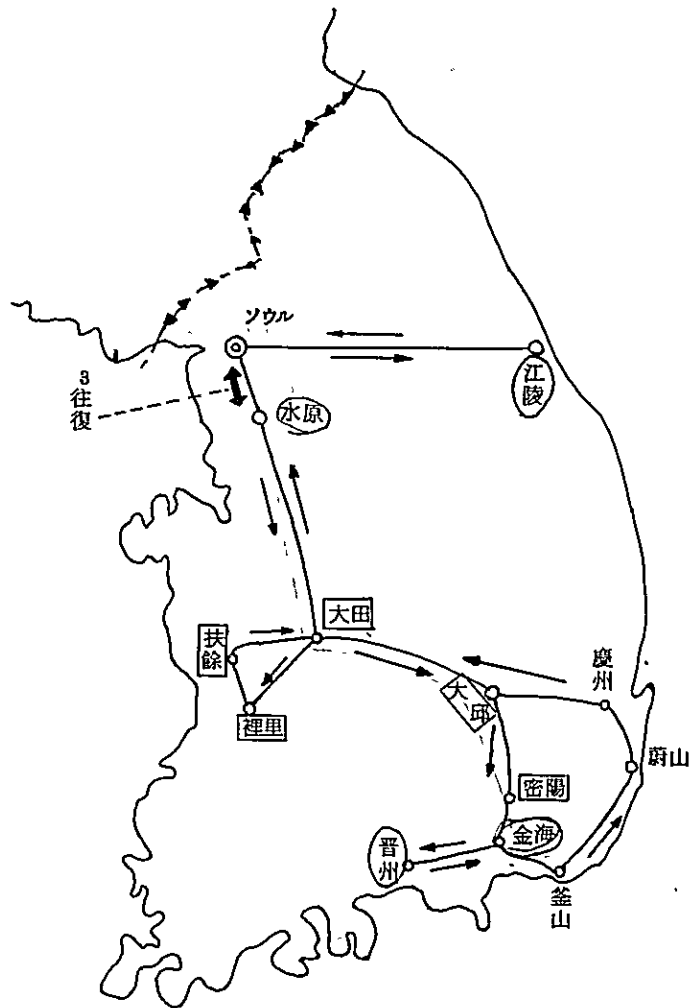 ソウル
3往復
江陵
水原
大田
扶餘
裡里
大邱
慶州
蔚山
密陽
金海
晋州
釜山